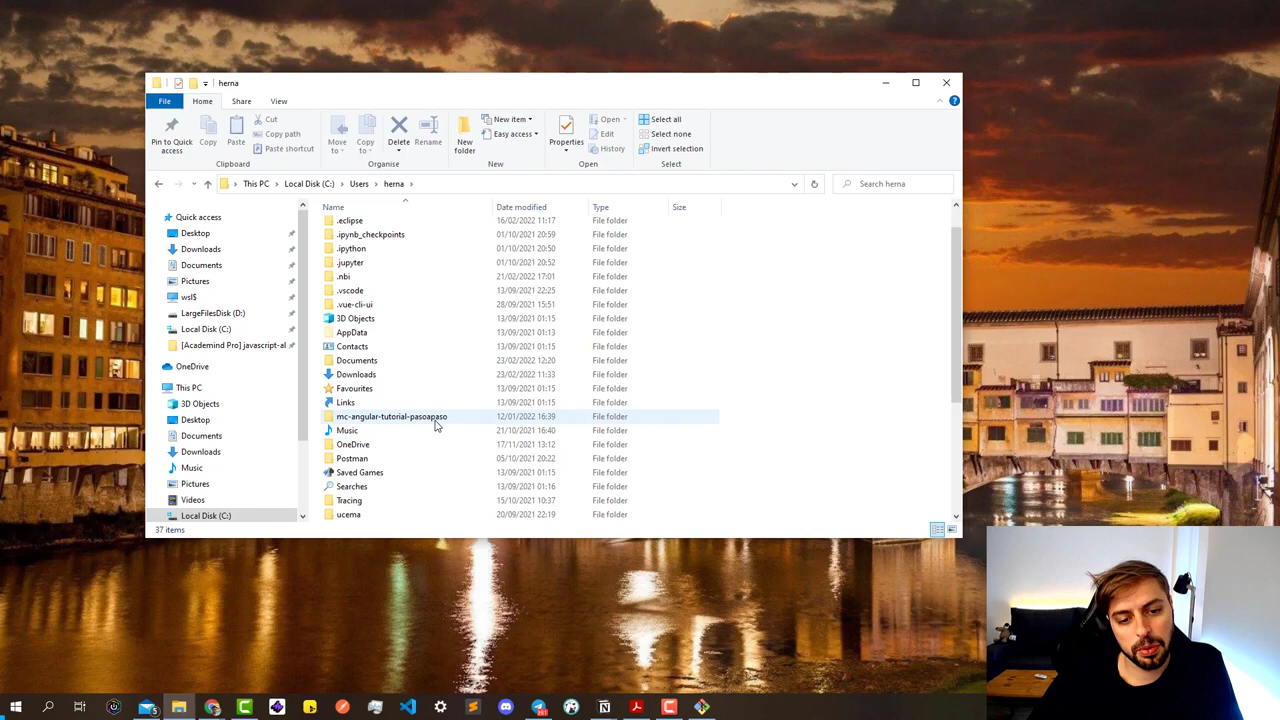 herna
File Home Share View
Pin to Quick access
Copy
Paste
Cut
Copy path
Paste shortcut
Clipboard
Move to
Copy to
Delete
Rename
Organise
New folder
New item
Easy access
New
Properties
Open
Edit
History
Open
Select all
Select none
Invert selection
Select
This PC Local Disk (C:) Users herna
Search herna
Quick access
Desktop
Downloads
Documents
Pictures
wsl$
LargeFilesDisk (D:)
Local Disk (C:)
[Academind Pro] javascript-al
OneDrive
This PC
3D Objects
Desktop
Documents
Downloads
Music
Pictures
Videos
Local Disk (C:)
Name Date modified Type Size
.eclipse 16/02/2022 11:17 File folder
.ipynb_checkpoints 01/10/2021 20:59 File folder
.ipython 01/10/2021 20:50 File folder
.jupyter 01/10/2021 20:52 File folder
.nbi 21/02/2022 17:01 File folder
.vscode 13/09/2021 22:25 File folder
.vue-cli-ui 28/09/2021 15:51 File folder
3D Objects 13/09/2021 01:15 File folder
AppData 13/09/2021 01:13 File folder
Contacts 13/09/2021 01:15 File folder
Documents 23/02/2022 12:20 File folder
Downloads 23/02/2022 11:33 File folder
Favourites 13/09/2021 01:15 File folder
Links 13/09/2021 01:15 File folder
mc-angular-tutorial-pasoapaso 12/01/2022 16:39 File folder
Music 21/10/2021 16:40 File folder
OneDrive 17/11/2021 13:12 File folder
Postman 05/10/2021 20:22 File folder
Saved Games 13/09/2021 01:15 File folder
Searches 13/09/2021 01:16 File folder
Tracing 15/10/2021 10:37 File folder
ucema 20/09/2021 22:19 File folder
37 items